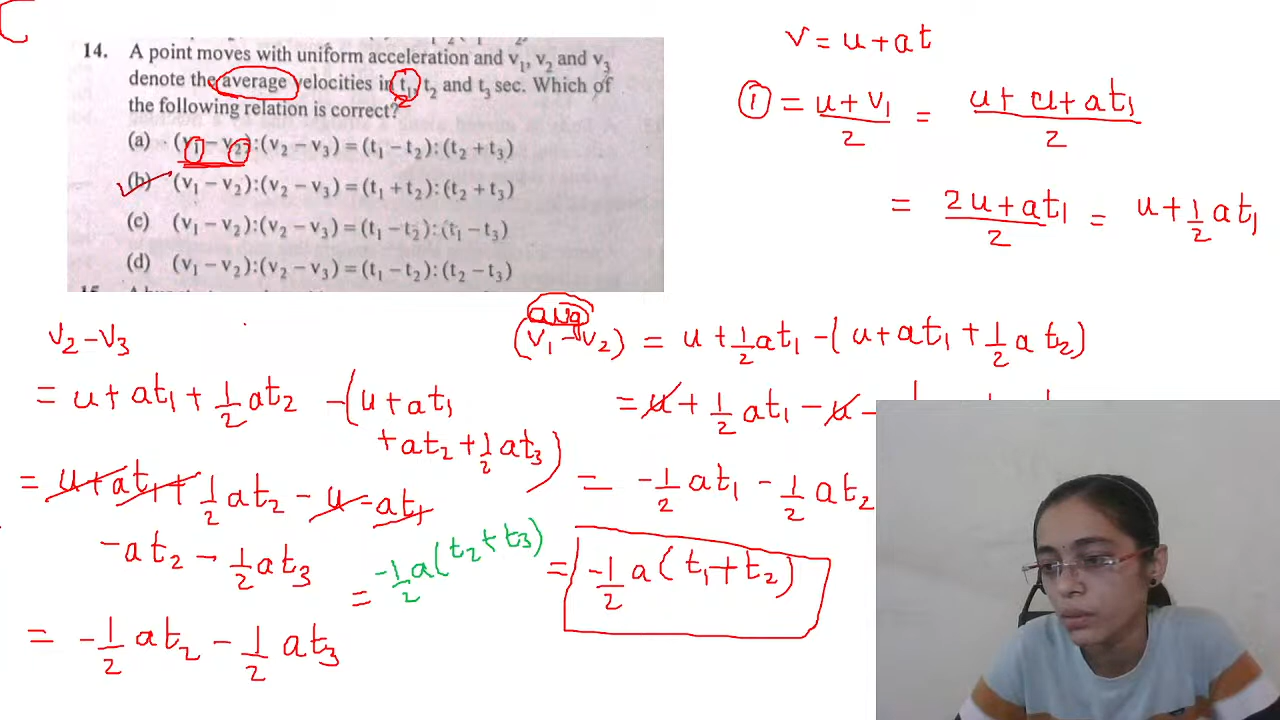 14. A point moves with uniform acceleration and v₁, v₂ and v₃
denote the average velocities in t₁, t₂ and t₃ sec. Which of
the following relation is correct?
(a) (v₁ − v₂):(v₂ − v₃) = (t₁ − t₂):(t₂ + t₃)
(b) (v₁ − v₂):(v₂ − v₃) = (t₁ + t₂):(t₂ + t₃)
(c) (v₁ − v₂):(v₂ − v₃) = (t₁ − t₂):(t₁ − t₃)
(d) (v₁ − v₂):(v₂ − v₃) = (t₁ − t₂):(t₂ − t₃)
v = u + at
① = u + v₁ / 2 = u + u + at₁ / 2
= 2u + at₁ / 2 = u + 1/2 at₁
avg
(v₁ − v₂) = u + 1/2 at₁ − (u + at₁ + 1/2 a t₂)
= u + 1/2 at₁ − u −
= −1/2 at₁ − 1/2 at₂
= −1/2 a (t₁ + t₂)
v₂ − v₃
= u + at₁ + 1/2 at₂ − (u + at₁
+ at₂ + 1/2 at₃)
= u + at₁ + 1/2 at₂ − u − at₁
− at₂ − 1/2 at₃
= −1/2 a (t₂ + t₃)
= −1/2 at₂ − 1/2 at₃